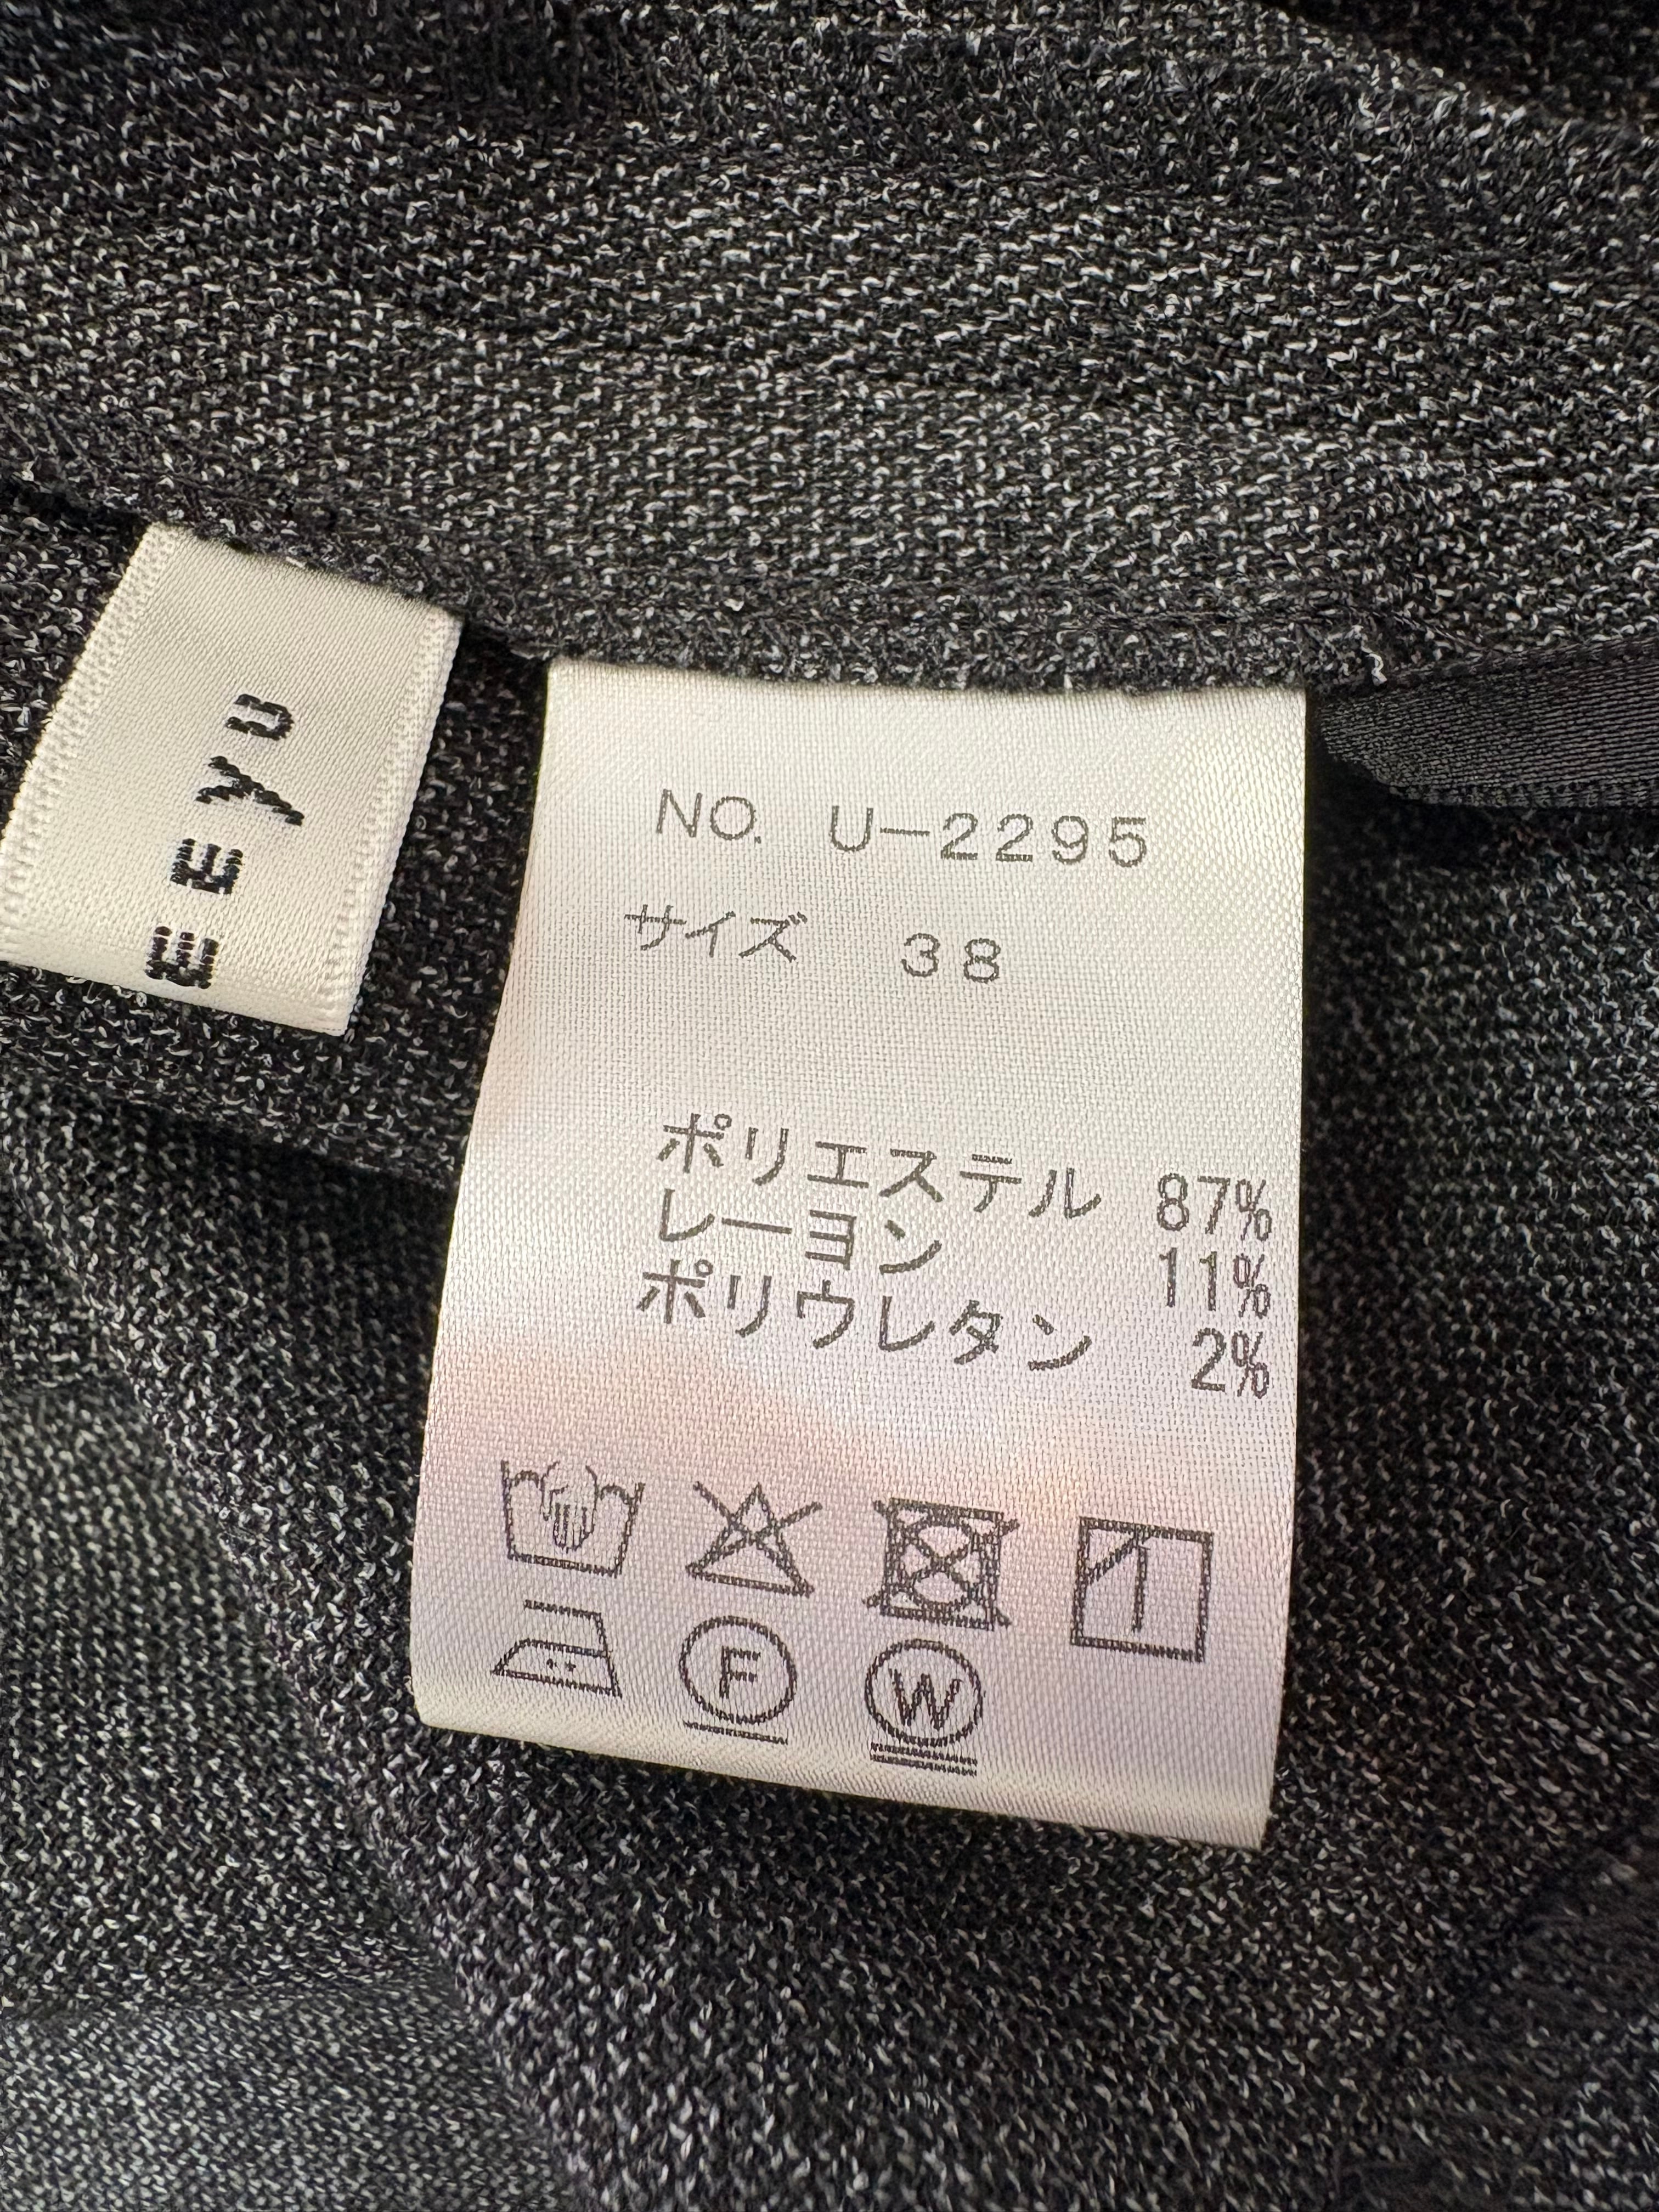 EEYU
NO. U-2295
サイズ 38
ポリエステル 87%
レーヨン 11%
ポリウレタン 2%
F
W